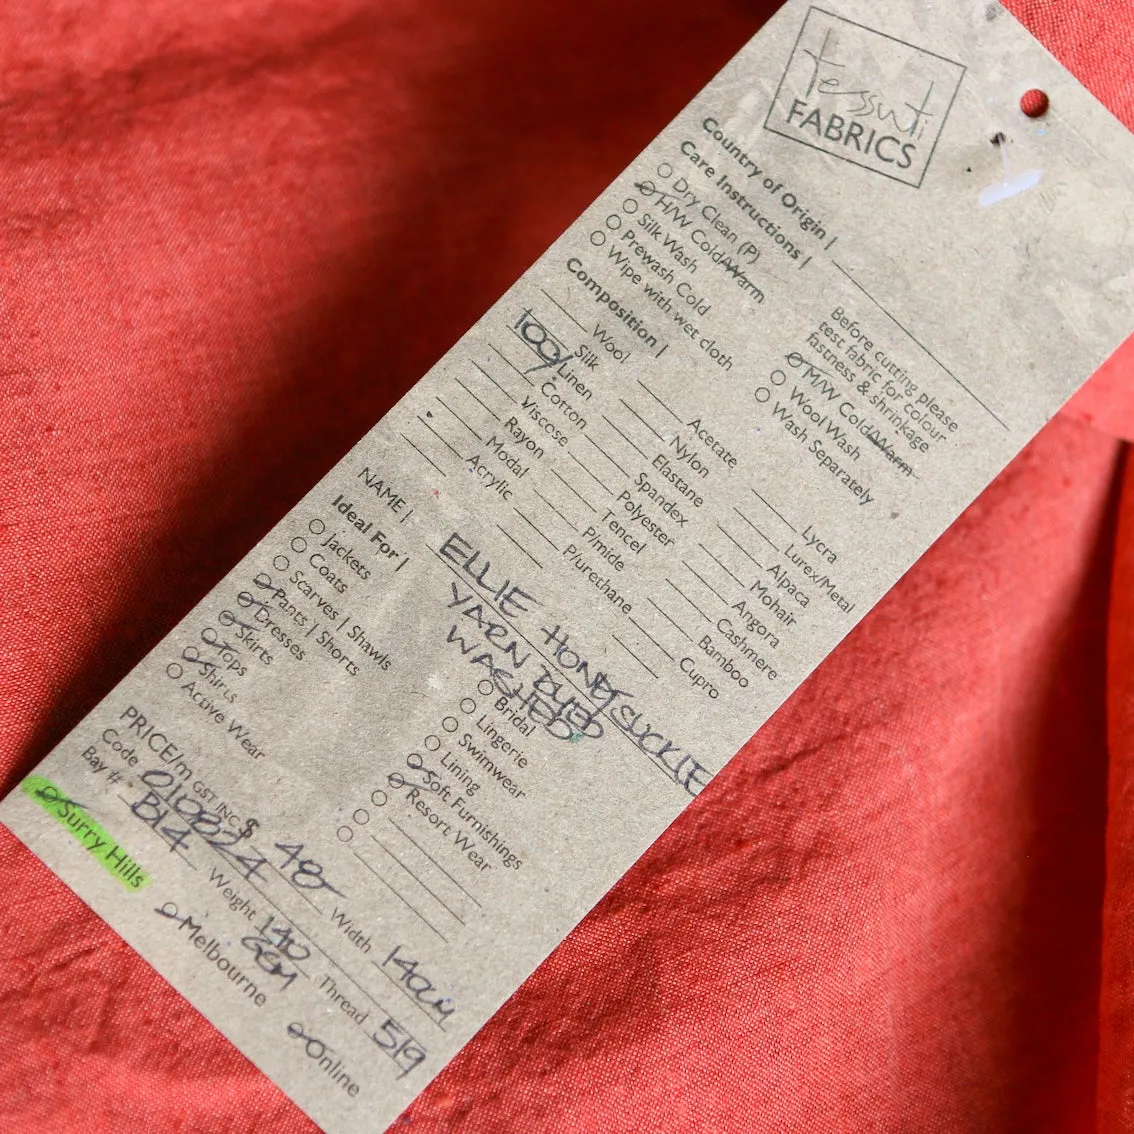 tessuti
FABRICS
Country of Origin |
Care Instructions |
Dry Clean (P)
H/W Cold/Warm
Silk Wash
Prewash Cold
Wipe with wet cloth
Before cutting please
test fabric for colour
fastness & shrinkage
M/W Cold/Warm
Wool Wash
Wash Separately
Composition |
Wool
Silk
100% Linen
Cotton
Viscose
Rayon
Modal
Acrylic
Acetate
Nylon
Elastane
Spandex
Polyester
Tencel
P/mide
P/urethane
Lycra
Lurex/Metal
Alpaca
Mohair
Angora
Cashmere
Bamboo
Cupro
NAME | ELLIE HONEYSUCKLE
YARN DYED
WASHED
Ideal For |
Jackets
Coats
Scarves | Shawls
Pants | Shorts
Dresses
Skirts
Tops
Shirts
Active Wear
Bridal
Lingerie
Swimwear
Lining
Soft Furnishings
Resort Wear
PRICE/m GST INC. $ 48- Width 140cm
Code 010824 Weight 140 GSM Thread 519
Bay # B14
Surry Hills Melbourne Online